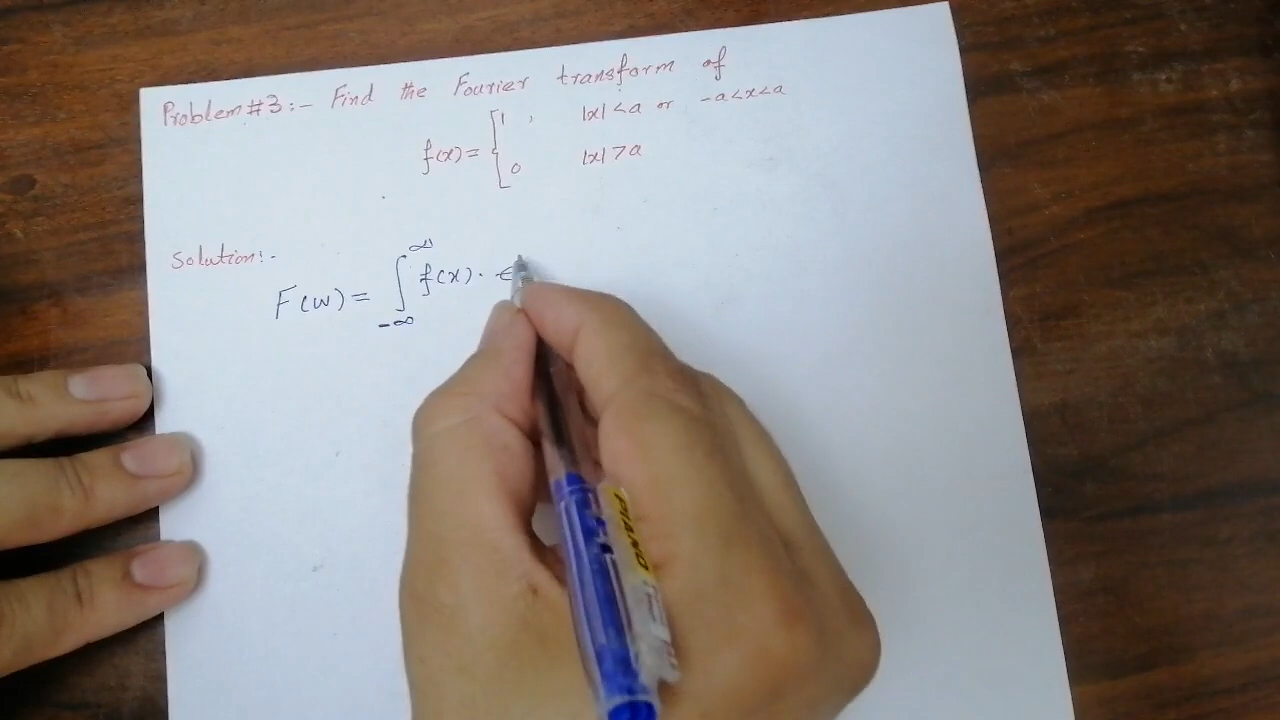 Problem #3:- Find the Fourier transform of
f(x) = { 1 , |x| < a or -a<x<a
0 |x| > a
Solution:-
F(w) = ∫_{-∞}^{∞} f(x) · e
PIANO